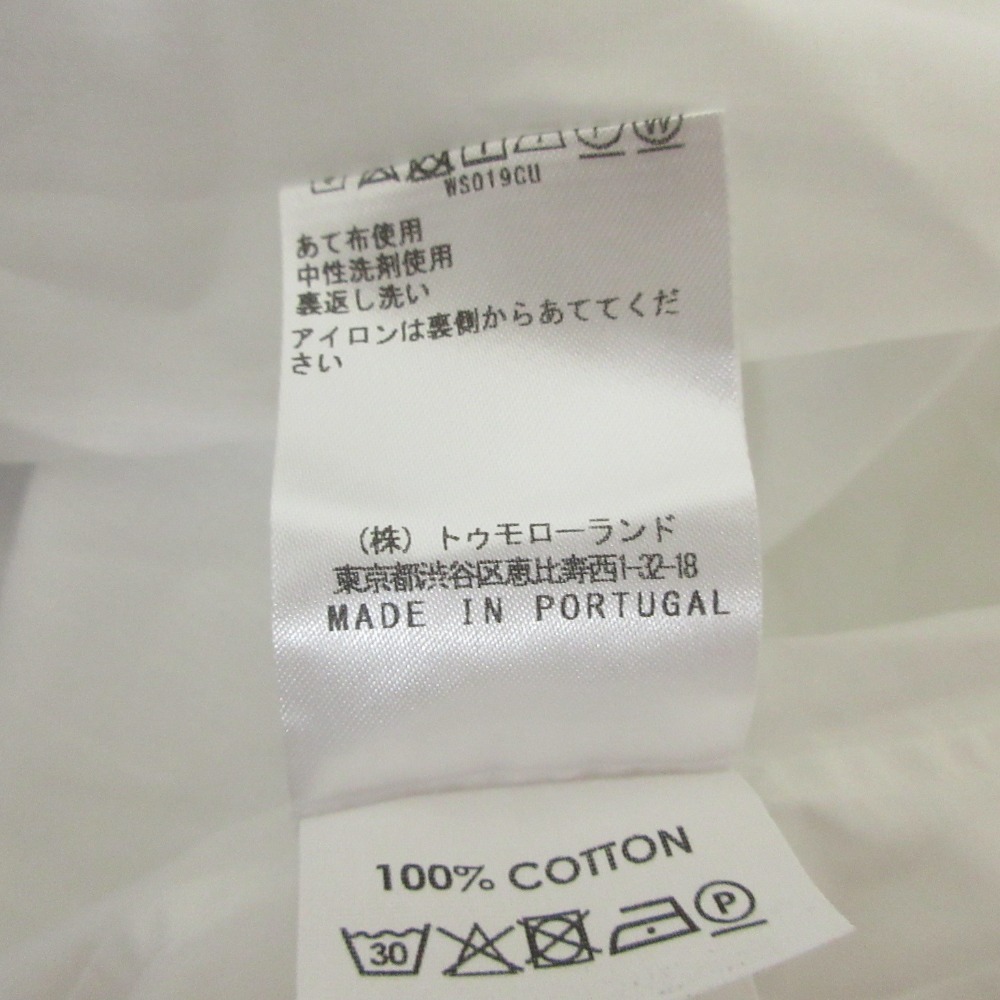 WS019CU
あて布使用
中性洗剤使用
裏返し洗い
アイロンは裏側からあててくだ
さい
(株) トゥモローランド
東京都渋谷区恵比寿西1-32-18
MADE IN PORTUGAL
100% COTTON
30 P